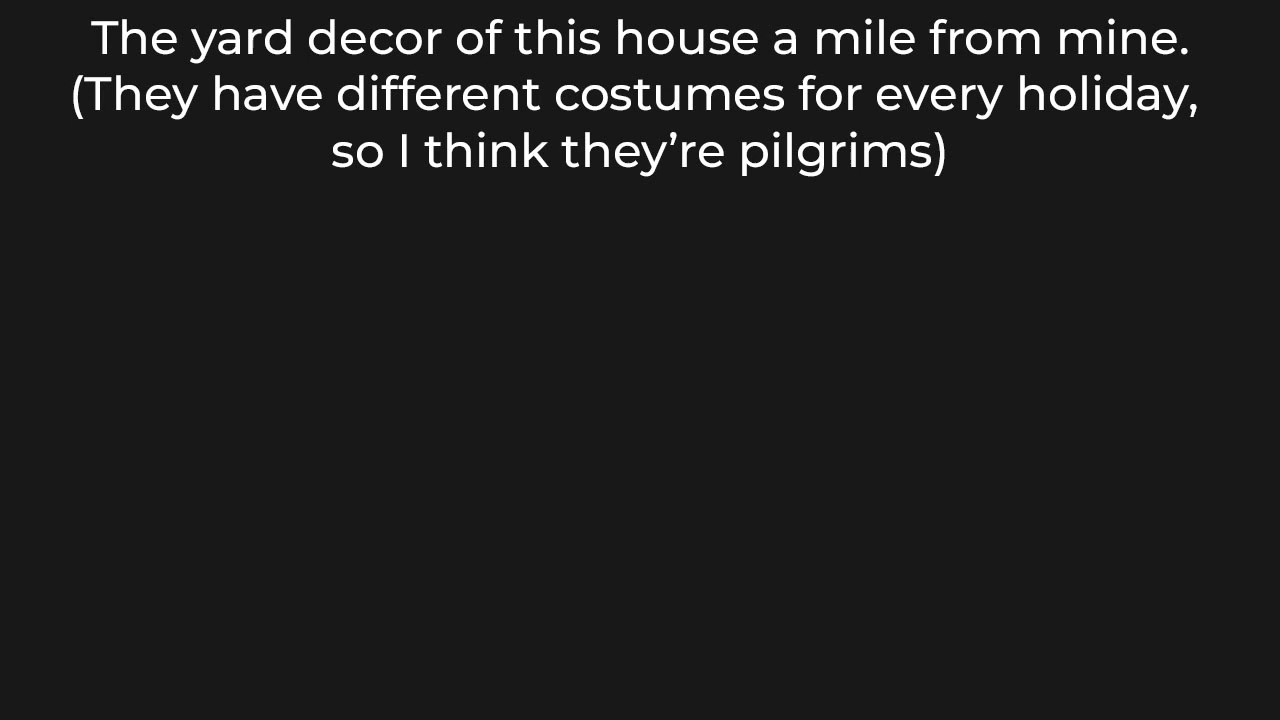 The yard decor of this house a mile from mine.
(They have different costumes for every holiday,
so I think they’re pilgrims)